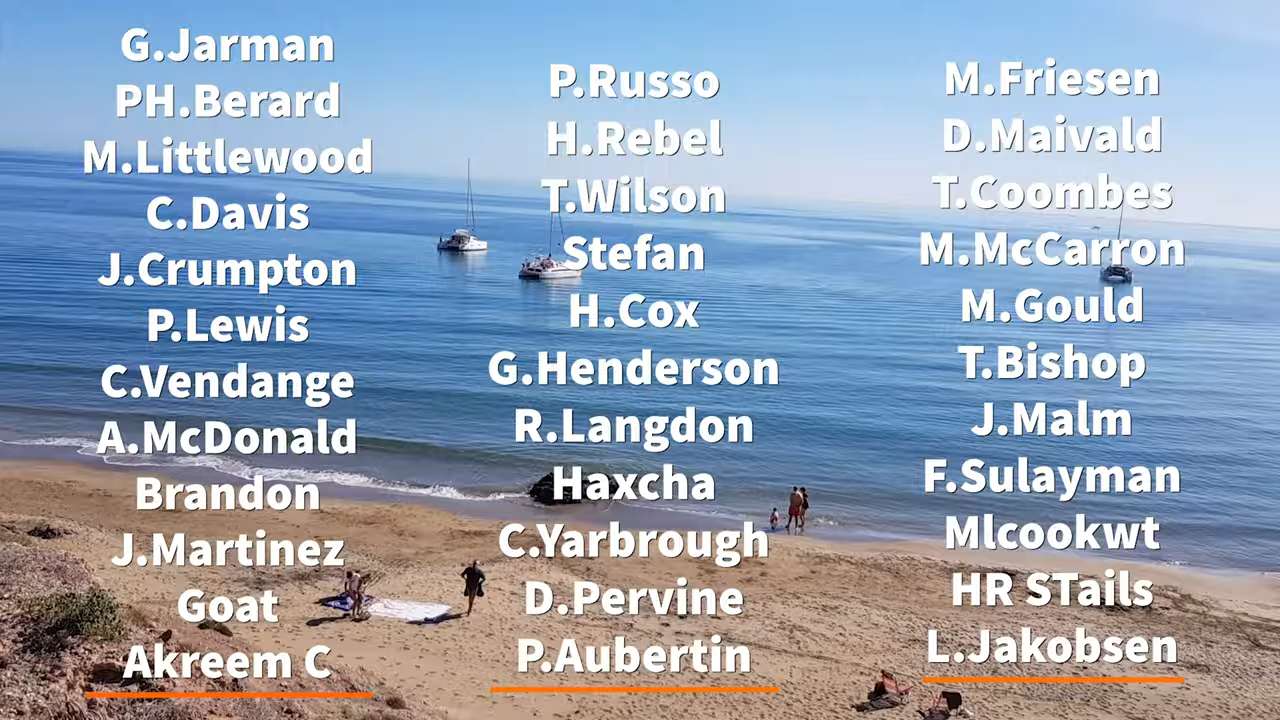 G.Jarman
PH.Berard
M.Littlewood
C.Davis
J.Crumpton
P.Lewis
C.Vendange
A.McDonald
Brandon
J.Martinez
Goat
Akreem C
P.Russo
H.Rebel
T.Wilson
Stefan
H.Cox
G.Henderson
R.Langdon
Haxcha
C.Yarbrough
D.Pervine
P.Aubertin
M.Friesen
D.Maivald
T.Coombes
M.McCarron
M.Gould
T.Bishop
J.Malm
F.Sulayman
Mlcookwt
HR STails
L.Jakobsen